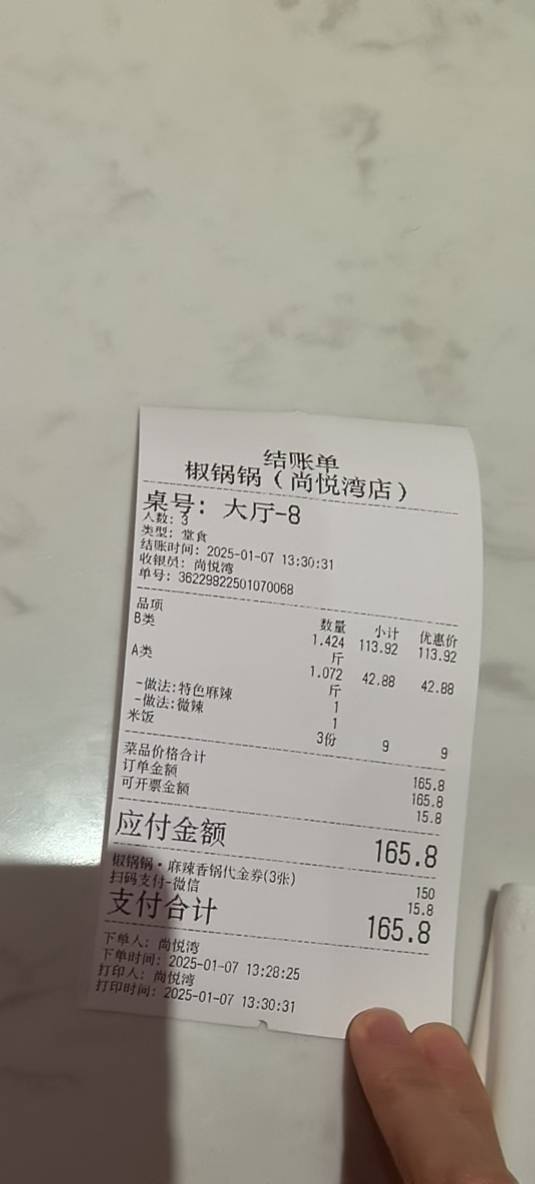 结账单
椒锅锅（尚悦湾店）
桌号：大厅-8
人数：3
类型：堂食
结账时间：2025-01-07 13:30:31
收银员：尚悦湾
单号：36229822501070068
品项 数量 小计 优惠价
B类 1.424斤 113.92 113.92
A类 1.072斤 42.88 42.88
-做法:特色麻辣 1
-做法:微辣 1
米饭 3份 9 9
菜品价格合计 165.8
订单金额 165.8
可开票金额 15.8
应付金额 165.8
椒锅锅·麻辣香锅代金券(3张) 150
扫码支付-微信 15.8
支付合计 165.8
下单人：尚悦湾
下单时间：2025-01-07 13:28:25
打印人：尚悦湾
打印时间：2025-01-07 13:30:31